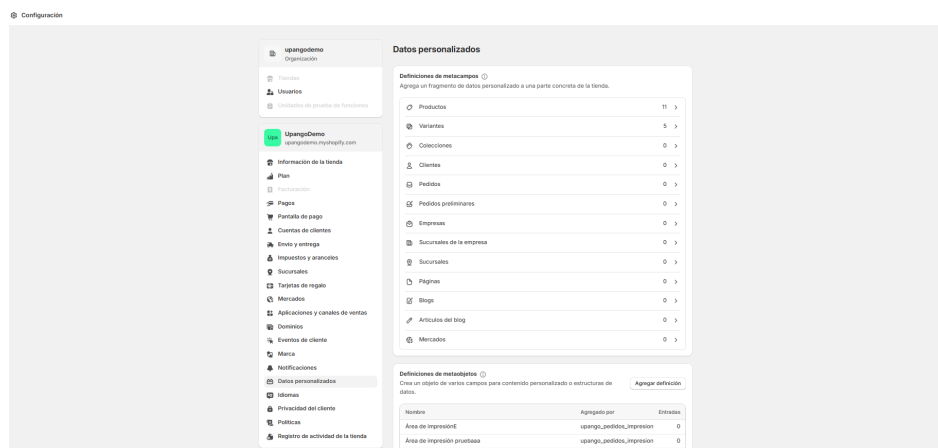 Configuración
upangodemo
Organización
Tiendas
Usuarios
Unidades de prueba de funciones
Upa
UpangoDemo
upangodemo.myshopify.com
Información de la tienda
Plan
Facturación
Pagos
Pantalla de pago
Cuentas de clientes
Envío y entrega
Impuestos y aranceles
Sucursales
Tarjetas de regalo
Mercados
Aplicaciones y canales de ventas
Dominios
Eventos de cliente
Marca
Notificaciones
Datos personalizados
Idiomas
Privacidad del cliente
Políticas
Registro de actividad de la tienda
Datos personalizados
Definiciones de metacampos
Agrega un fragmento de datos personalizado a una parte concreta de la tienda.
Productos 11
Variantes 5
Colecciones 0
Clientes 0
Pedidos 0
Pedidos preliminares 0
Empresas 0
Sucursales de la empresa 0
Sucursales 0
Páginas 0
Blogs 0
Artículos del blog 0
Mercados 0
Definiciones de metaobjetos
Crea un objeto de varios campos para contenido personalizado o estructuras de
datos.
Agregar definición
Nombre Agregado por Entradas
Área de impresiónE upango_pedidos_impresion 0
Área de impresión pruebaaa upango_pedidos_impresion 0